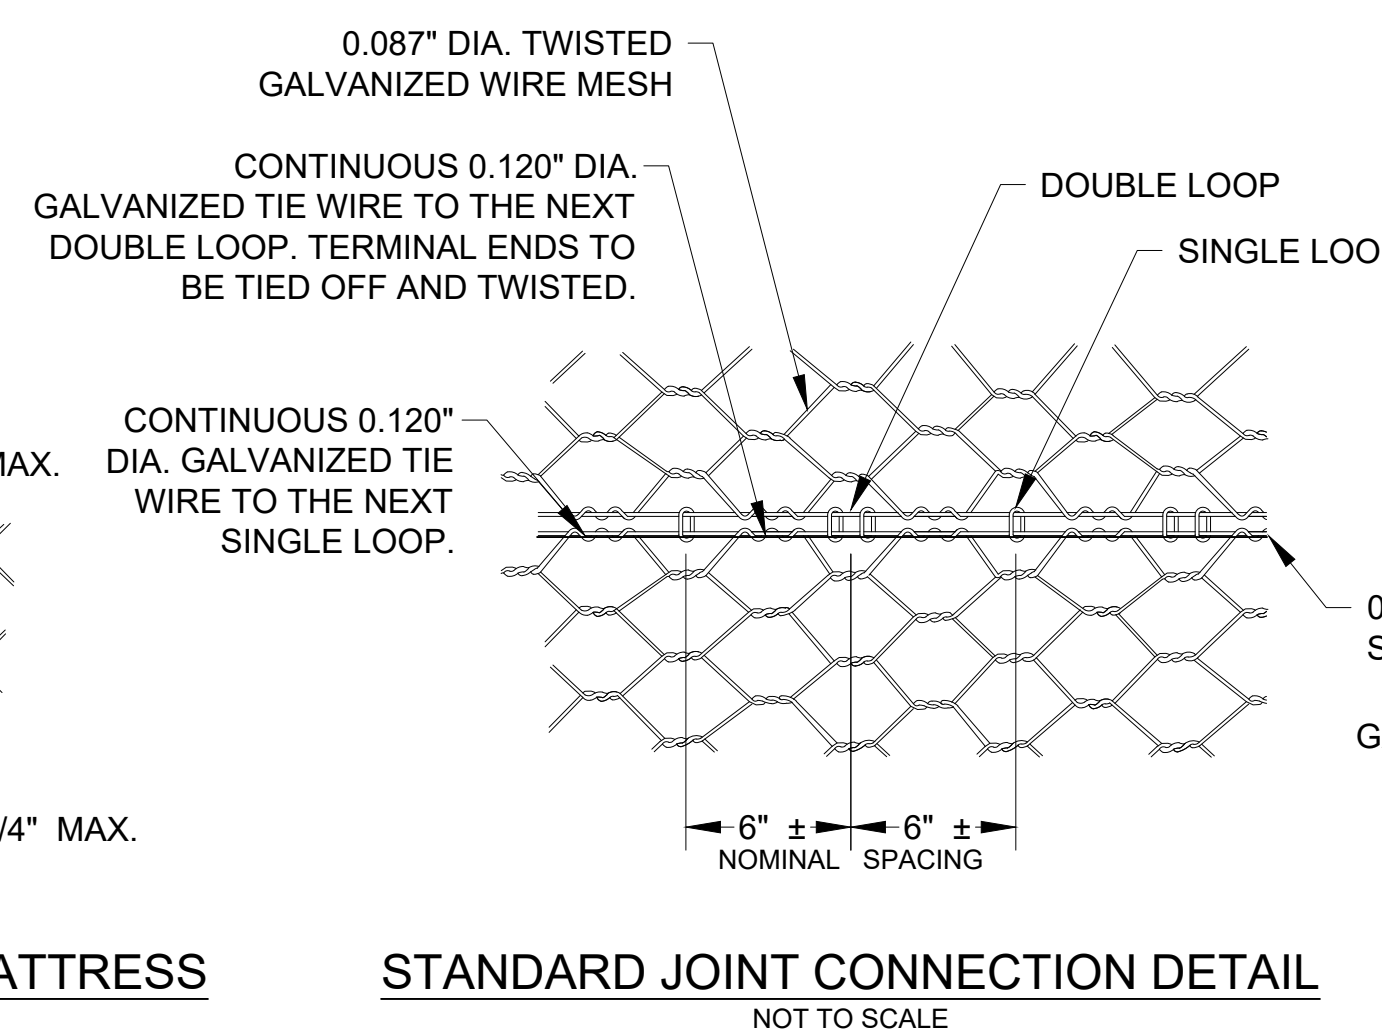 0.087" DIA. TWISTED
GALVANIZED WIRE MESH
CONTINUOUS 0.120" DIA.
GALVANIZED TIE WIRE TO THE NEXT
DOUBLE LOOP. TERMINAL ENDS TO
BE TIED OFF AND TWISTED.
DOUBLE LOOP
SINGLE LOO
CONTINUOUS 0.120"
DIA. GALVANIZED TIE
WIRE TO THE NEXT
SINGLE LOOP.
MAX.
0
S
G
/4" MAX.
6" ± 6" ±
NOMINAL SPACING
ATTRESS
STANDARD JOINT CONNECTION DETAIL
NOT TO SCALE